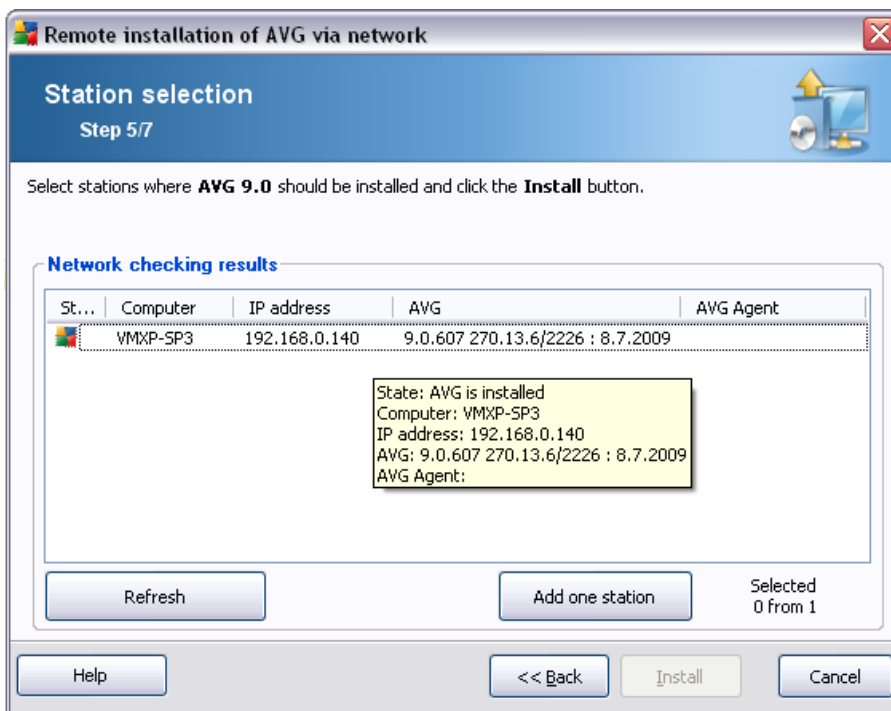 Remote installation of AVG via network
Station selection
Step 5/7
Select stations where AVG 9.0 should be installed and click the Install button.
Network checking results
St... Computer IP address AVG AVG Agent
VMXP-SP3 192.168.0.140 9.0.607 270.13.6/2226 : 8.7.2009
State: AVG is installed
Computer: VMXP-SP3
IP address: 192.168.0.140
AVG: 9.0.607 270.13.6/2226 : 8.7.2009
AVG Agent:
Refresh Add one station Selected
0 from 1
Help << Back Install Cancel